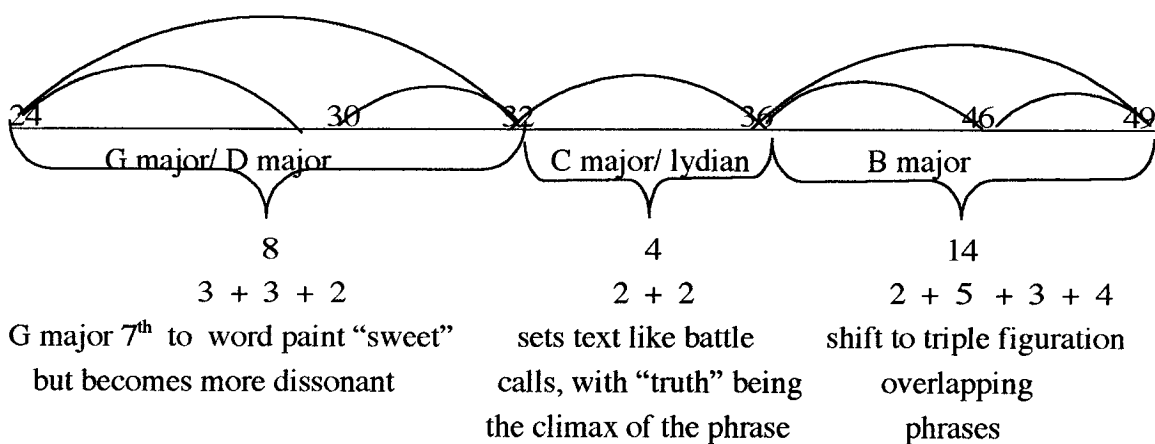 24 30 32 36 46 49
G major/ D major C major/ lydian B major
8 4 14
3 + 3 + 2 2 + 2 2 + 5 + 3 + 4
G major 7th to word paint “sweet” sets text like battle shift to triple figuration
but becomes more dissonant calls, with “truth” being overlapping
the climax of the phrase phrases